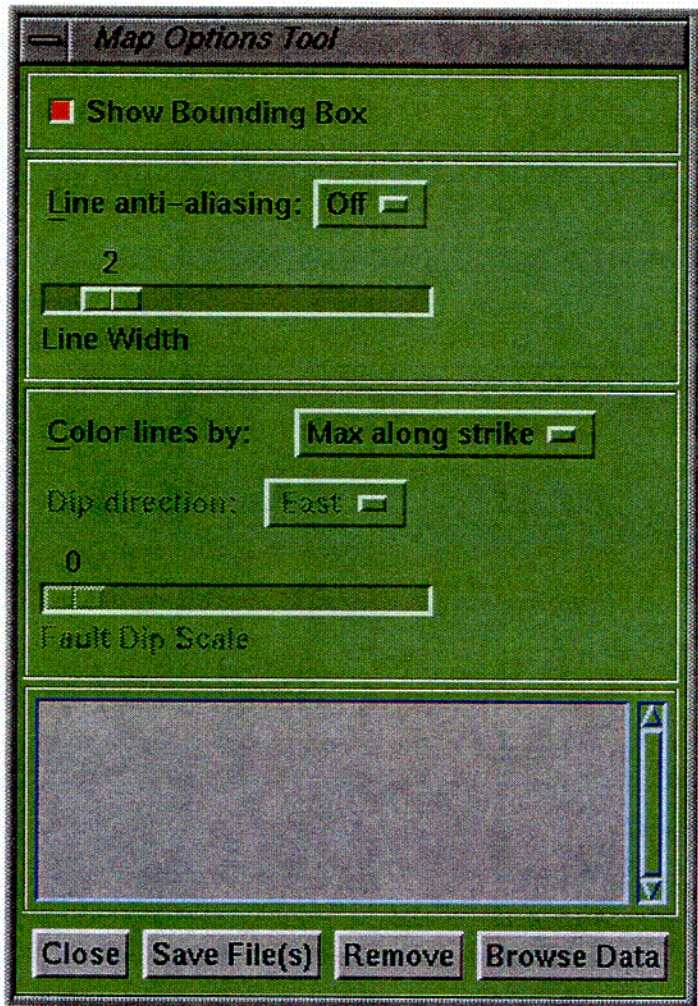 Map Options Tool
Show Bounding Box
Line anti-aliasing: Off
2
Line Width
Color lines by: Max along strike
Dip direction: East
0
Fault Dip Scale
Close Save File(s) Remove Browse Data